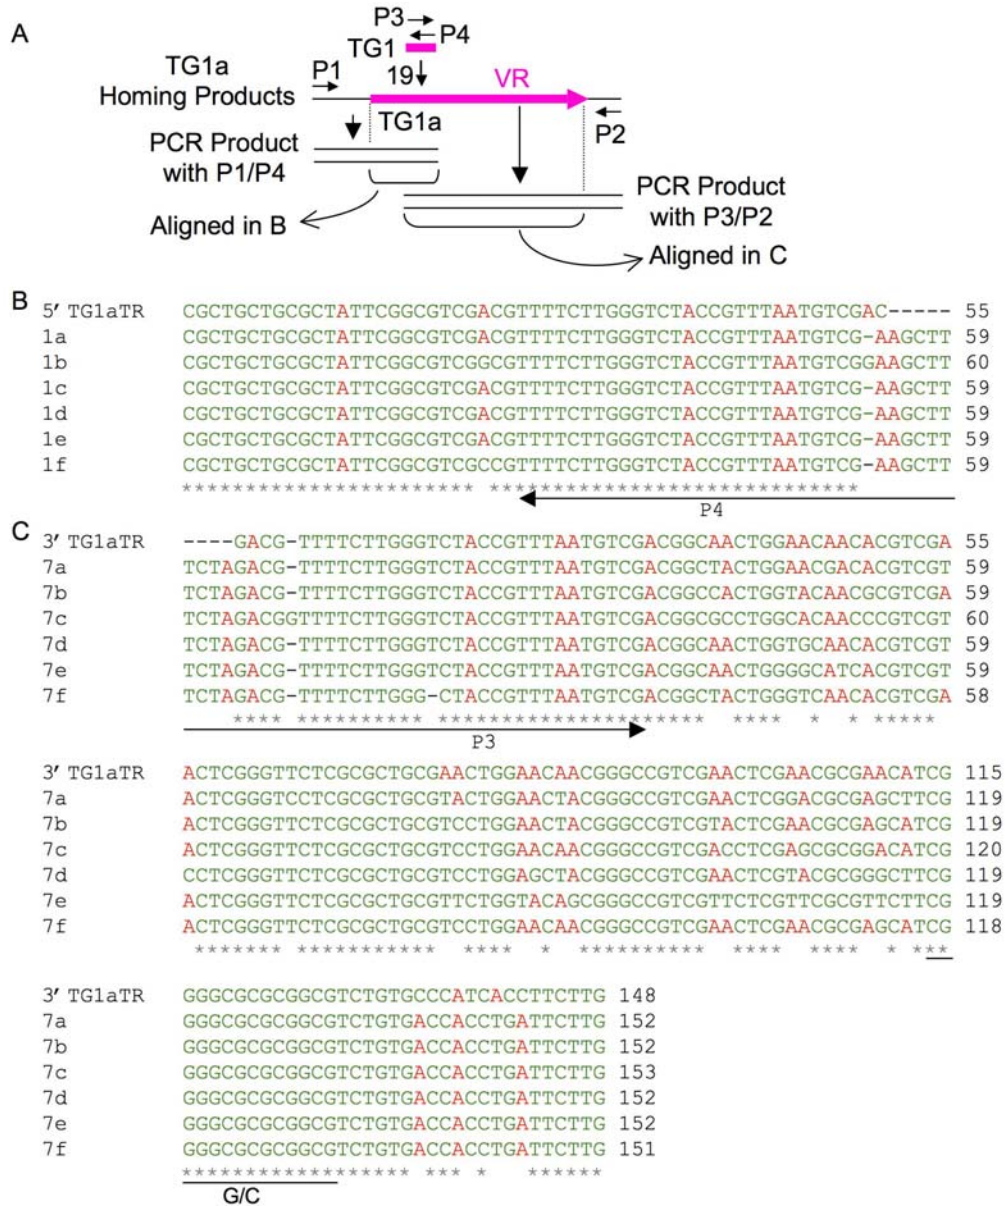 A
P3
P4
TG1
P1
19
VR
TG1a
Homing Products
TG1a
P2
PCR Product
with P1/P4
PCR Product
with P3/P2
Aligned in B
Aligned in C
B
5′ TG1aTR CGCTGCTGCGCTATTCGGCGTCGACGTTTTCTTGGGTCTACCGTTTAATGTCGAC----- 55
1a CGCTGCTGCGCTATTCGGCGTCGACGTTTTCTTGGGTCTACCGTTTAATGTCG-AAGCTT 59
1b CGCTGCTGCGCTATTCGGCGTCGGCGTTTTCTTGGGTCTACCGTTTAATGTCGGAAGCTT 60
1c CGCTGCTGCGCTATTCGGCGTCGACGTTTTCTTGGGTCTACCGTTTAATGTCG-AAGCTT 59
1d CGCTGCTGCGCTATTCGGCGTCGACGTTTTCTTGGGTCTACCGTTTAATGTCG-AAGCTT 59
1e CGCTGCTGCGCTATTCGGCGTCGACGTTTTCTTGGGTCTACCGTTTAATGTCG-AAGCTT 59
1f CGCTGCTGCGCTATTCGGCGTCGCCGTTTTCTTGGGTCTACCGTTTAATGTCG-AAGCTT 59
*********************** *****************************
P4
C
3′ TG1aTR ----GACG-TTTTCTTGGGTCTACCGTTTAATGTCGACGGCAACTGGAACAACACGTCGA 55
7a TCTAGACG-TTTTCTTGGGTCTACCGTTTAATGTCGACGGCTACTGGAACGACACGTCGT 59
7b TCTAGACG-TTTTCTTGGGTCTACCGTTTAATGTCGACGGCCACTGGTACAACGCGTCGA 59
7c TCTAGACGGTTTTCTTGGGTCTACCGTTTAATGTCGACGGCGCCTGGCACAACCCGTCGT 60
7d TCTAGACG-TTTTCTTGGGTCTACCGTTTAATGTCGACGGCAACTGGTGCAACACGTCGT 59
7e TCTAGACG-TTTTCTTGGGTCTACCGTTTAATGTCGACGGCAACTGGGGCATCACGTCGT 59
7f TCTAGACG-TTTTCTTGGG-CTACCGTTTAATGTCGACGGCTACTGGGTCAACACGTCGA 58
**** ********** ********************* **** * * *****
P3
3′ TG1aTR ACTCGGGTTCTCGCGCTGCGAACTGGAACAACGGGCCGTCGAACTCGAACGCGAACATCG 115
7a ACTCGGGTCCTCGCGCTGCGTACTGGAACTACGGGCCGTCGAACTCGGACGCGAGCTTCG 119
7b ACTCGGGTTCTCGCGCTGCGTCCTGGAACTACGGGCCGTCGTACTCGAACGCGAGCATCG 119
7c ACTCGGGTTCTCGCGCTGCGTCCTGGAACAACGGGCCGTCGACCTCGAGCGCGGACATCG 120
7d CCTCGGGTTCTCGCGCTGCGTCCTGGAGCTACGGGCCGTCGAACTCGTACGCGGGCTTCG 119
7e ACTCGGGTTCTCGCGCTGCGTTCTGGTACAGCGGGCCGTCGTTCTCGTTCGCGTTCTTCG 119
7f ACTCGGGTTCTCGCGCTGCGTCCTGGAACAACGGGCCGTCGAACTCGAACGCGAGCATCG 118
******* *********** **** * ********** **** **** * ***
3′ TG1aTR GGGCGCGCGGCGTCTGTGCCCATCACCTTCTTG 148
7a GGGCGCGCGGCGTCTGTGACCACCTGATTCTTG 152
7b GGGCGCGCGGCGTCTGTGACCACCTGATTCTTG 152
7c GGGCGCGCGGCGTCTGTGACCACCTGATTCTTG 153
7d GGGCGCGCGGCGTCTGTGACCACCTGATTCTTG 152
7e GGGCGCGCGGCGTCTGTGACCACCTGATTCTTG 152
7f GGGCGCGCGGCGTCTGTGACCACCTGATTCTTG 151
****************** *** * ******
G/C